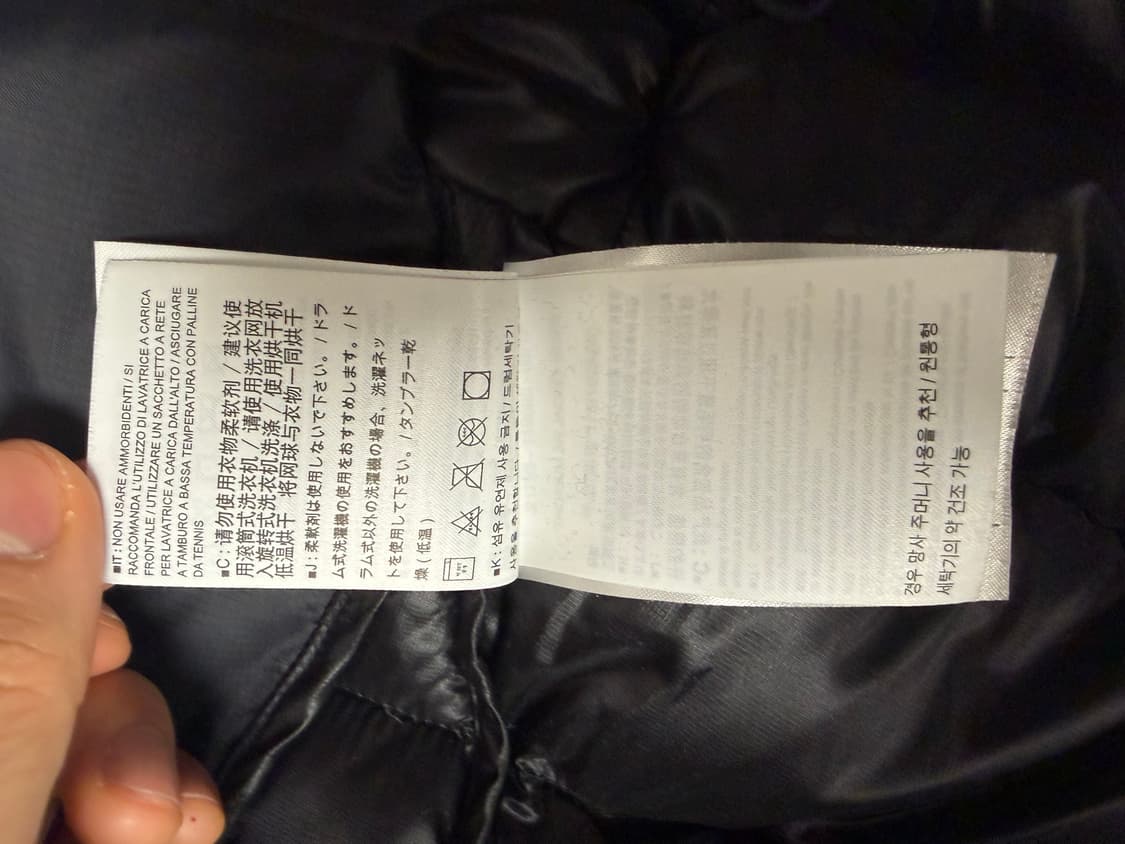 ■IT : NON USARE AMMORBIDENTI / SI
RACCOMANDA L'UTILIZZO DI LAVATRICE A CARICA
FRONTALE / UTILIZZARE UN SACCHETTO A RETE
PER LAVATRICE A CARICA DALL'ALTO / ASCIUGARE
A TAMBURO A BASSA TEMPERATURA CON PALLINE
DA TENNIS
■C : 请勿使用衣物柔软剂 / 建议使
用滚筒式洗衣机 / 请使用洗衣网放
入旋转式洗衣机洗涤 / 使用烘干机
低温烘干 将网球与衣物一同烘干
■J : 柔軟剤は使用しないで下さい。/ ドラ
ム式洗濯機の使用をおすすめします。/ ド
ラム式以外の洗濯機の場合、洗濯ネッ
トを使用して下さい。/ タンブラー乾
燥 ( 低温 )
■K : 섬유 유연제 사용 금지 / 드럼세탁기
경우 망사 주머니 사용을 추천 / 원통형
세탁기의 약 건조 가능